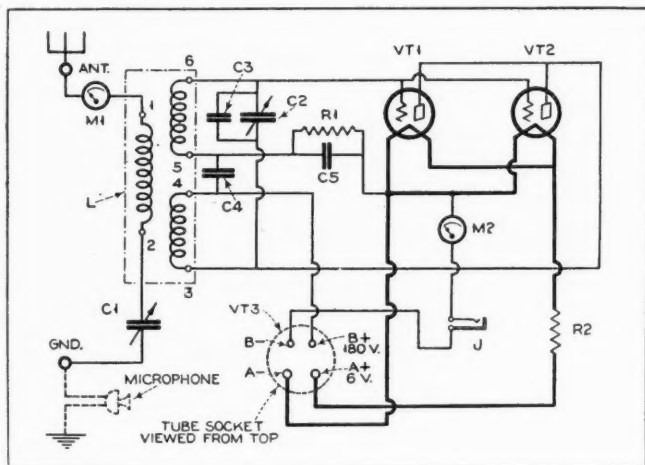 ANT.
M1
1
2
L
C1
GND.
MICROPHONE
6
5
4
3
C3
C2
R1
C5
C4
VT1
VT2
M2
J
R2
VT3
B-
B+
180 V.
A-
A+
6 V.
TUBE SOCKET
VIEWED FROM TOP